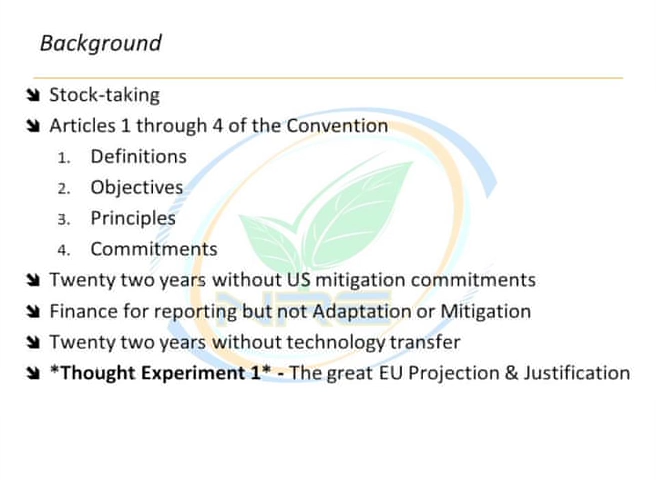 Background
Stock-taking
Articles 1 through 4 of the Convention
1. Definitions
2. Objectives
3. Principles
4. Commitments
Twenty two years without US mitigation commitments
Finance for reporting but not Adaptation or Mitigation
NRE
Twenty two years without technology transfer
*Thought Experiment 1* - The great EU Projection & Justification